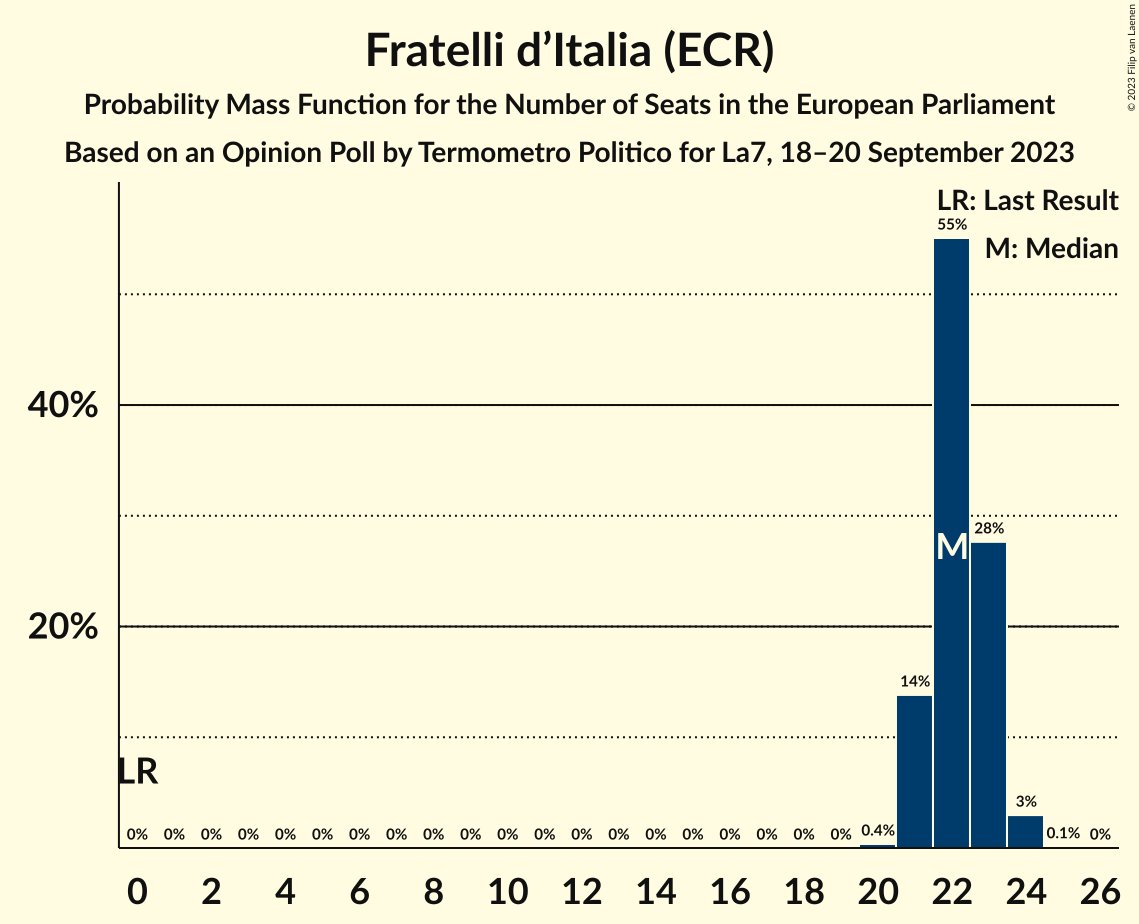 Fratelli d’Italia (ECR)
Probability Mass Function for the Number of Seats in the European Parliament
Based on an Opinion Poll by Termometro Politico for La7, 18–20 September 2023
© 2023 Filip van Laenen
LR: Last Result
M: Median
55%
40%
28%
M
20%
14%
LR
3%
0% 0% 0% 0% 0% 0% 0% 0% 0% 0% 0% 0% 0% 0% 0% 0% 0% 0% 0% 0% 0.4% 0.1% 0%
0 2 4 6 8 10 12 14 16 18 20 22 24 26